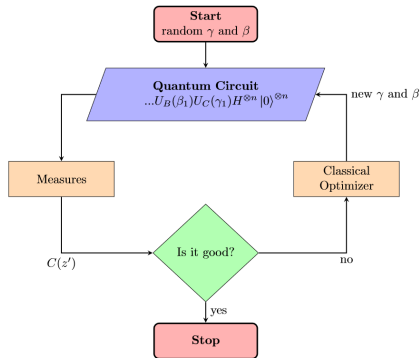 Start
random γ and β
Quantum Circuit
...U_B(β_1)U_C(γ_1)H^{⊗n} |0⟩^{⊗n}
new γ and β
Measures
Classical
Optimizer
Is it good?
C(z')
no
yes
Stop